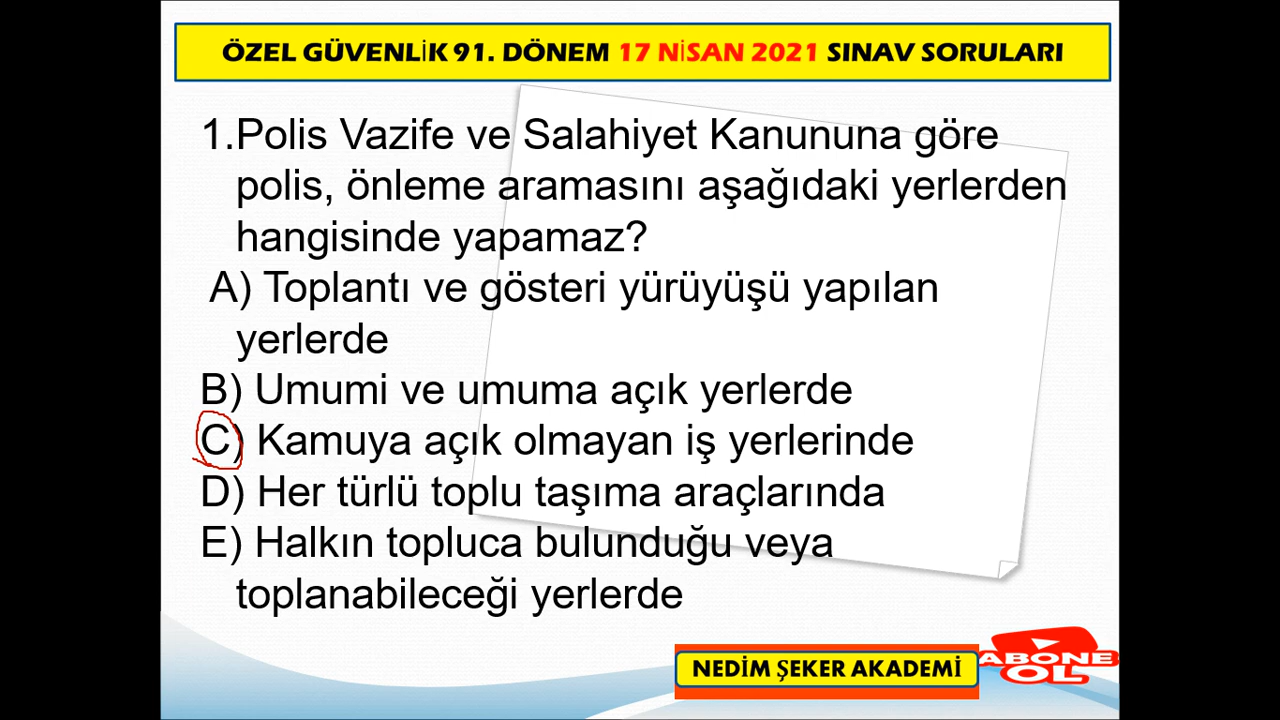 ÖZEL GÜVENLİK 91. DÖNEM 17 NİSAN 2021 SINAV SORULARI
1.Polis Vazife ve Salahiyet Kanununa göre
polis, önleme aramasını aşağıdaki yerlerden
hangisinde yapamaz?
A) Toplantı ve gösteri yürüyüşü yapılan
yerlerde
B) Umumi ve umuma açık yerlerde
C) Kamuya açık olmayan iş yerlerinde
D) Her türlü toplu taşıma araçlarında
E) Halkın topluca bulunduğu veya
toplanabileceği yerlerde
NEDİM ŞEKER AKADEMİ
ABONE
OL